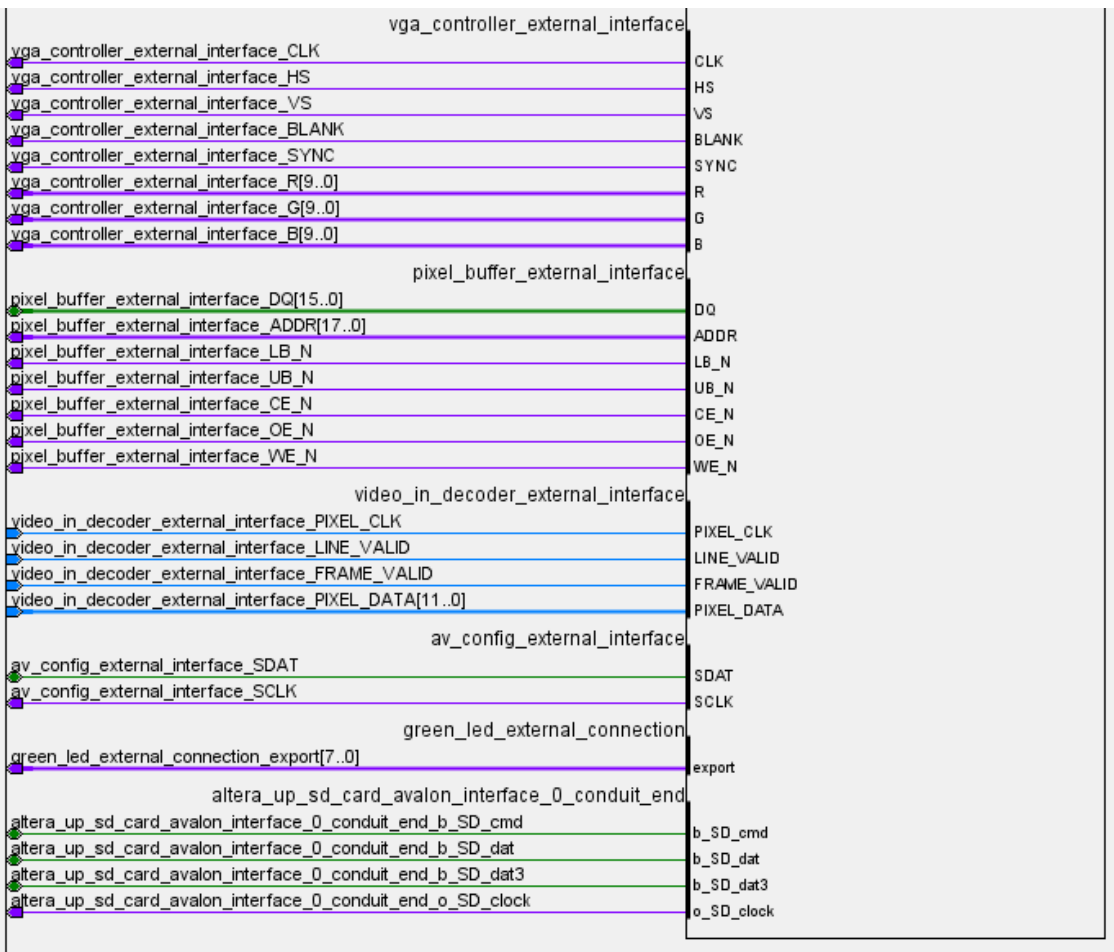 vga_controller_external_interface
vga_controller_external_interface_CLK
CLK
vga_controller_external_interface_HS
HS
vga_controller_external_interface_VS
VS
vga_controller_external_interface_BLANK
BLANK
vga_controller_external_interface_SYNC
SYNC
vga_controller_external_interface_R[9..0]
R
vga_controller_external_interface_G[9..0]
G
vga_controller_external_interface_B[9..0]
B
pixel_buffer_external_interface
pixel_buffer_external_interface_DQ[15..0]
DQ
pixel_buffer_external_interface_ADDR[17..0]
ADDR
pixel_buffer_external_interface_LB_N
LB_N
pixel_buffer_external_interface_UB_N
UB_N
pixel_buffer_external_interface_CE_N
CE_N
pixel_buffer_external_interface_OE_N
OE_N
pixel_buffer_external_interface_WE_N
WE_N
video_in_decoder_external_interface
video_in_decoder_external_interface_PIXEL_CLK
PIXEL_CLK
video_in_decoder_external_interface_LINE_VALID
LINE_VALID
video_in_decoder_external_interface_FRAME_VALID
FRAME_VALID
video_in_decoder_external_interface_PIXEL_DATA[11..0]
PIXEL_DATA
av_config_external_interface
av_config_external_interface_SDAT
SDAT
av_config_external_interface_SCLK
SCLK
green_led_external_connection
green_led_external_connection_export[7..0]
export
altera_up_sd_card_avalon_interface_0_conduit_end
altera_up_sd_card_avalon_interface_0_conduit_end_b_SD_cmd
b_SD_cmd
altera_up_sd_card_avalon_interface_0_conduit_end_b_SD_dat
b_SD_dat
altera_up_sd_card_avalon_interface_0_conduit_end_b_SD_dat3
b_SD_dat3
altera_up_sd_card_avalon_interface_0_conduit_end_o_SD_clock
o_SD_clock